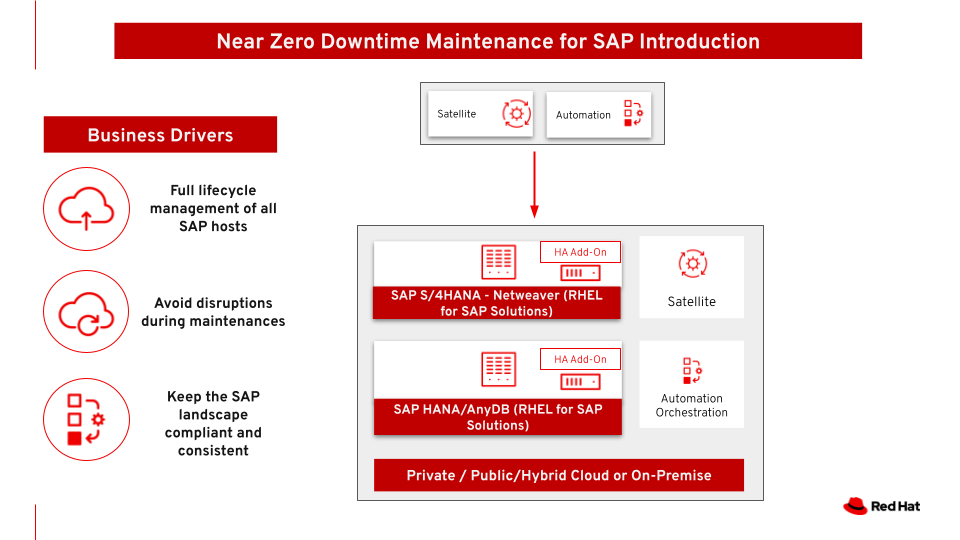 Near Zero Downtime Maintenance for SAP Introduction
Satellite
Automation
Business Drivers
Full lifecycle
management of all
SAP hosts
Avoid disruptions
during maintenances
Keep the SAP
landscape
compliant and
consistent
HA Add-On
SAP S/4HANA - Netweaver (RHEL
for SAP Solutions)
Satellite
HA Add-On
SAP HANA/AnyDB (RHEL for SAP
Solutions)
Automation
Orchestration
Private / Public/Hybrid Cloud or On-Premise
Red Hat